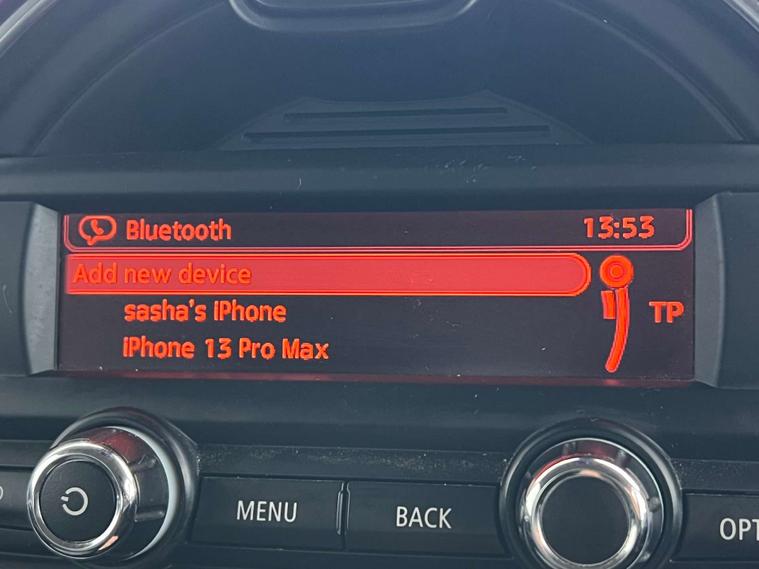 Bluetooth 13:53
Add new device
sasha's iPhone TP
iPhone 13 Pro Max
MENU BACK OPT